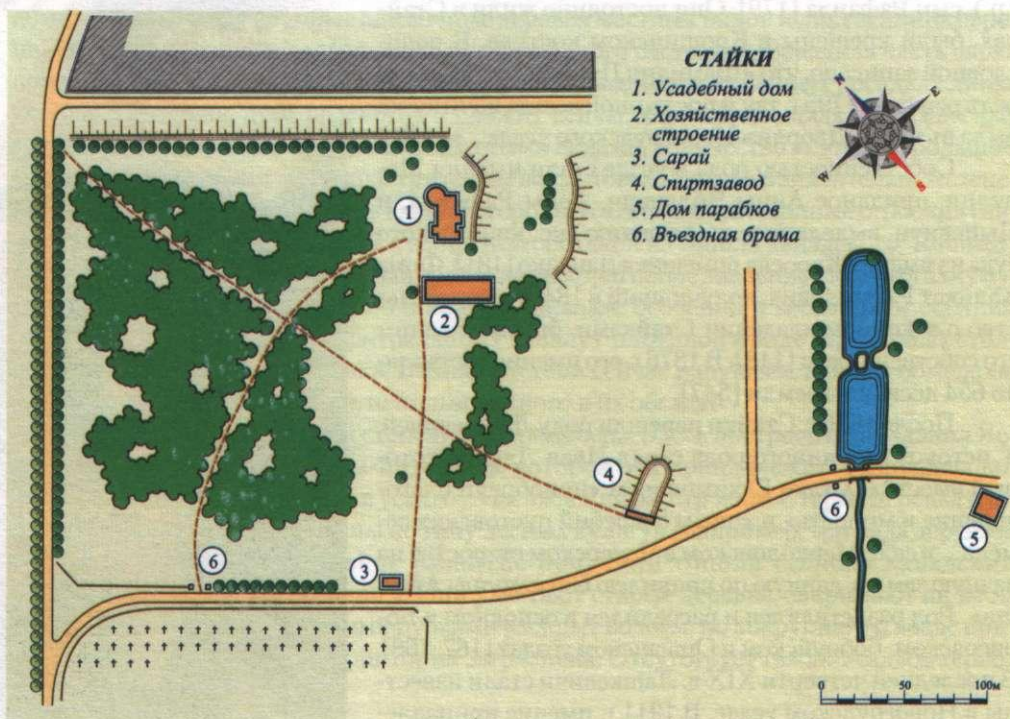 СТАЙКИ
1. Усадебный дом
2. Хозяйственное
строение
3. Сарай
4. Спиртзавод
5. Дом парабков
6. Въездная брама
N
E
W
S
1
2
3
4
5
6
6
0 50 100м